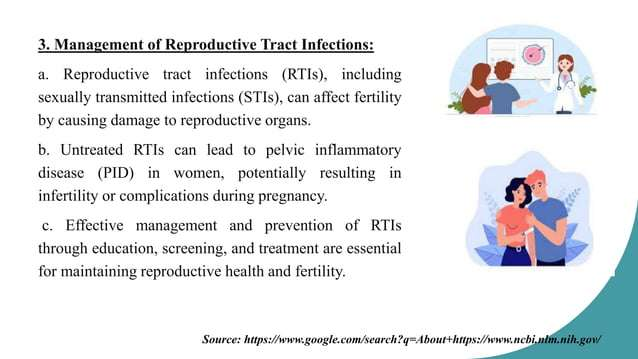 3. Management of Reproductive Tract Infections:
a. Reproductive tract infections (RTIs), including
sexually transmitted infections (STIs), can affect fertility
by causing damage to reproductive organs.
b. Untreated RTIs can lead to pelvic inflammatory
disease (PID) in women, potentially resulting in
infertility or complications during pregnancy.
c. Effective management and prevention of RTIs
through education, screening, and treatment are essential
for maintaining reproductive health and fertility.
Source: https://www.google.com/search?q=About+https://www.ncbi.nlm.nih.gov/